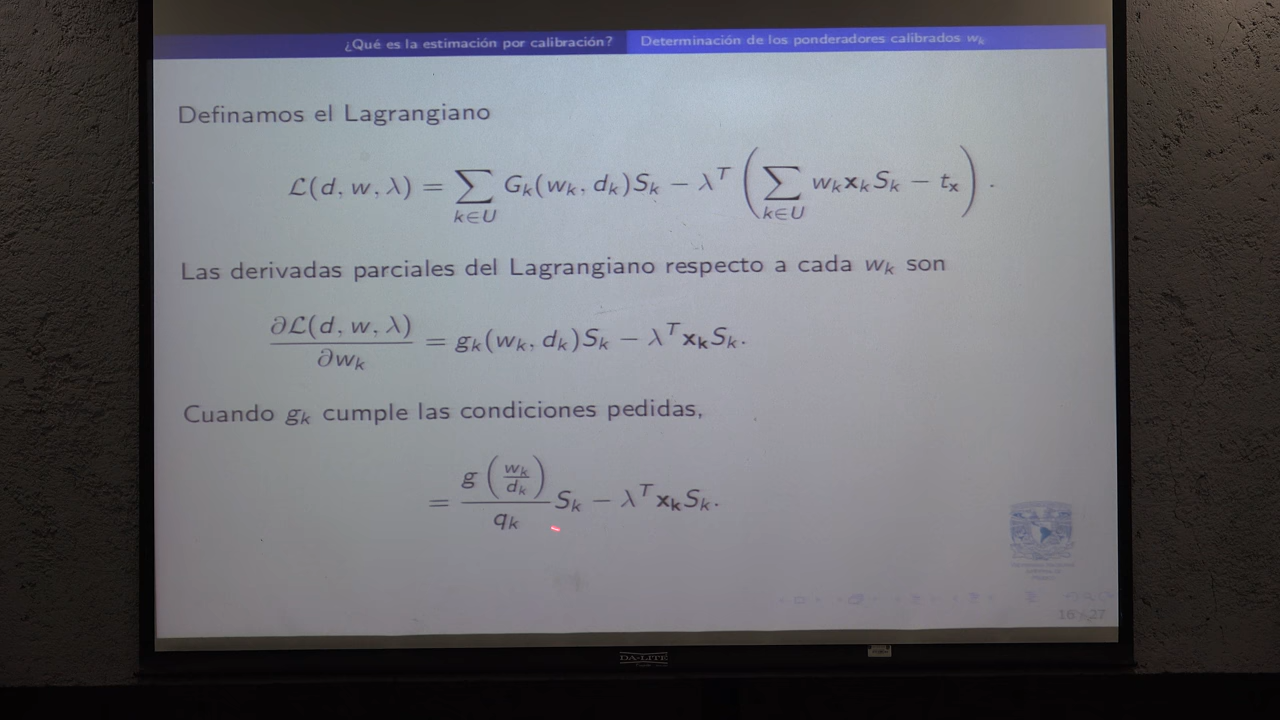 ¿Qué es la estimación por calibración? Determinación de los ponderadores calibrados w_k
Definamos el Lagrangiano
ℒ(d, w, λ) = ∑_{k∈U} G_k(w_k, d_k)S_k − λ^T (∑_{k∈U} w_k x_k S_k − t_x).
Las derivadas parciales del Lagrangiano respecto a cada w_k son
∂ℒ(d, w, λ) / ∂w_k = g_k(w_k, d_k)S_k − λ^T x_k S_k.
Cuando g_k cumple las condiciones pedidas,
= g(w_k / d_k) / q_k S_k − λ^T x_k S_k.
16 / 27
DA-LITE